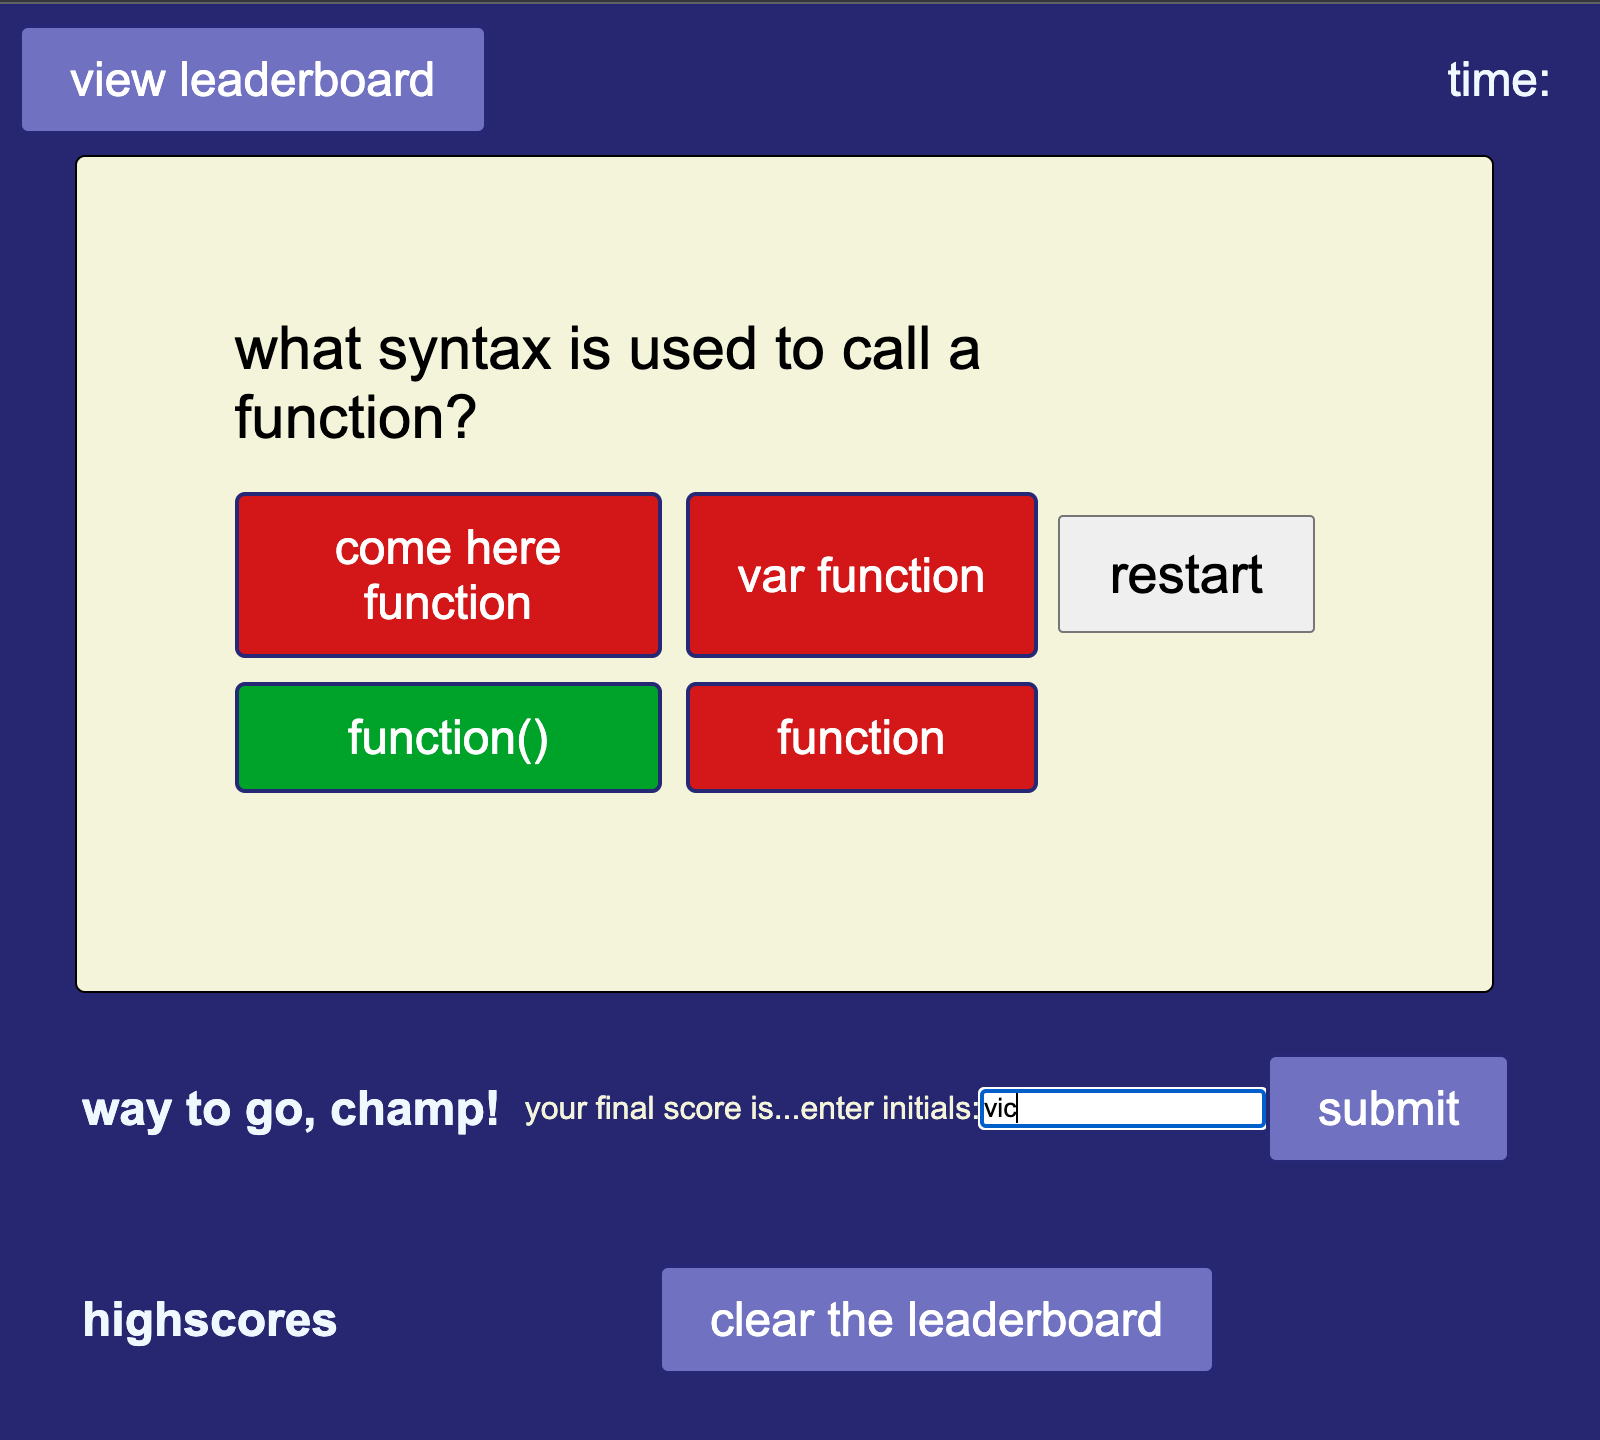 view leaderboard
time:
what syntax is used to call a
function?
come here
function
var function
restart
function()
function
way to go, champ!
your final score is...enter initials:
vic
submit
highscores
clear the leaderboard